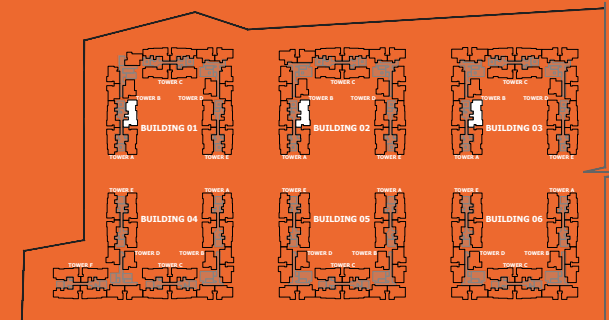 TOWER C TOWER C TOWER C
TOWER B TOWER D TOWER B TOWER D TOWER B TOWER D
BUILDING 01 BUILDING 02 BUILDING 03
TOWER A TOWER E TOWER A TOWER E TOWER A TOWER E
TOWER E TOWER A TOWER E TOWER A TOWER E TOWER A
BUILDING 04 BUILDING 05 BUILDING 06
TOWER D TOWER B TOWER D TOWER B TOWER D TOWER B
TOWER F TOWER C TOWER C TOWER C